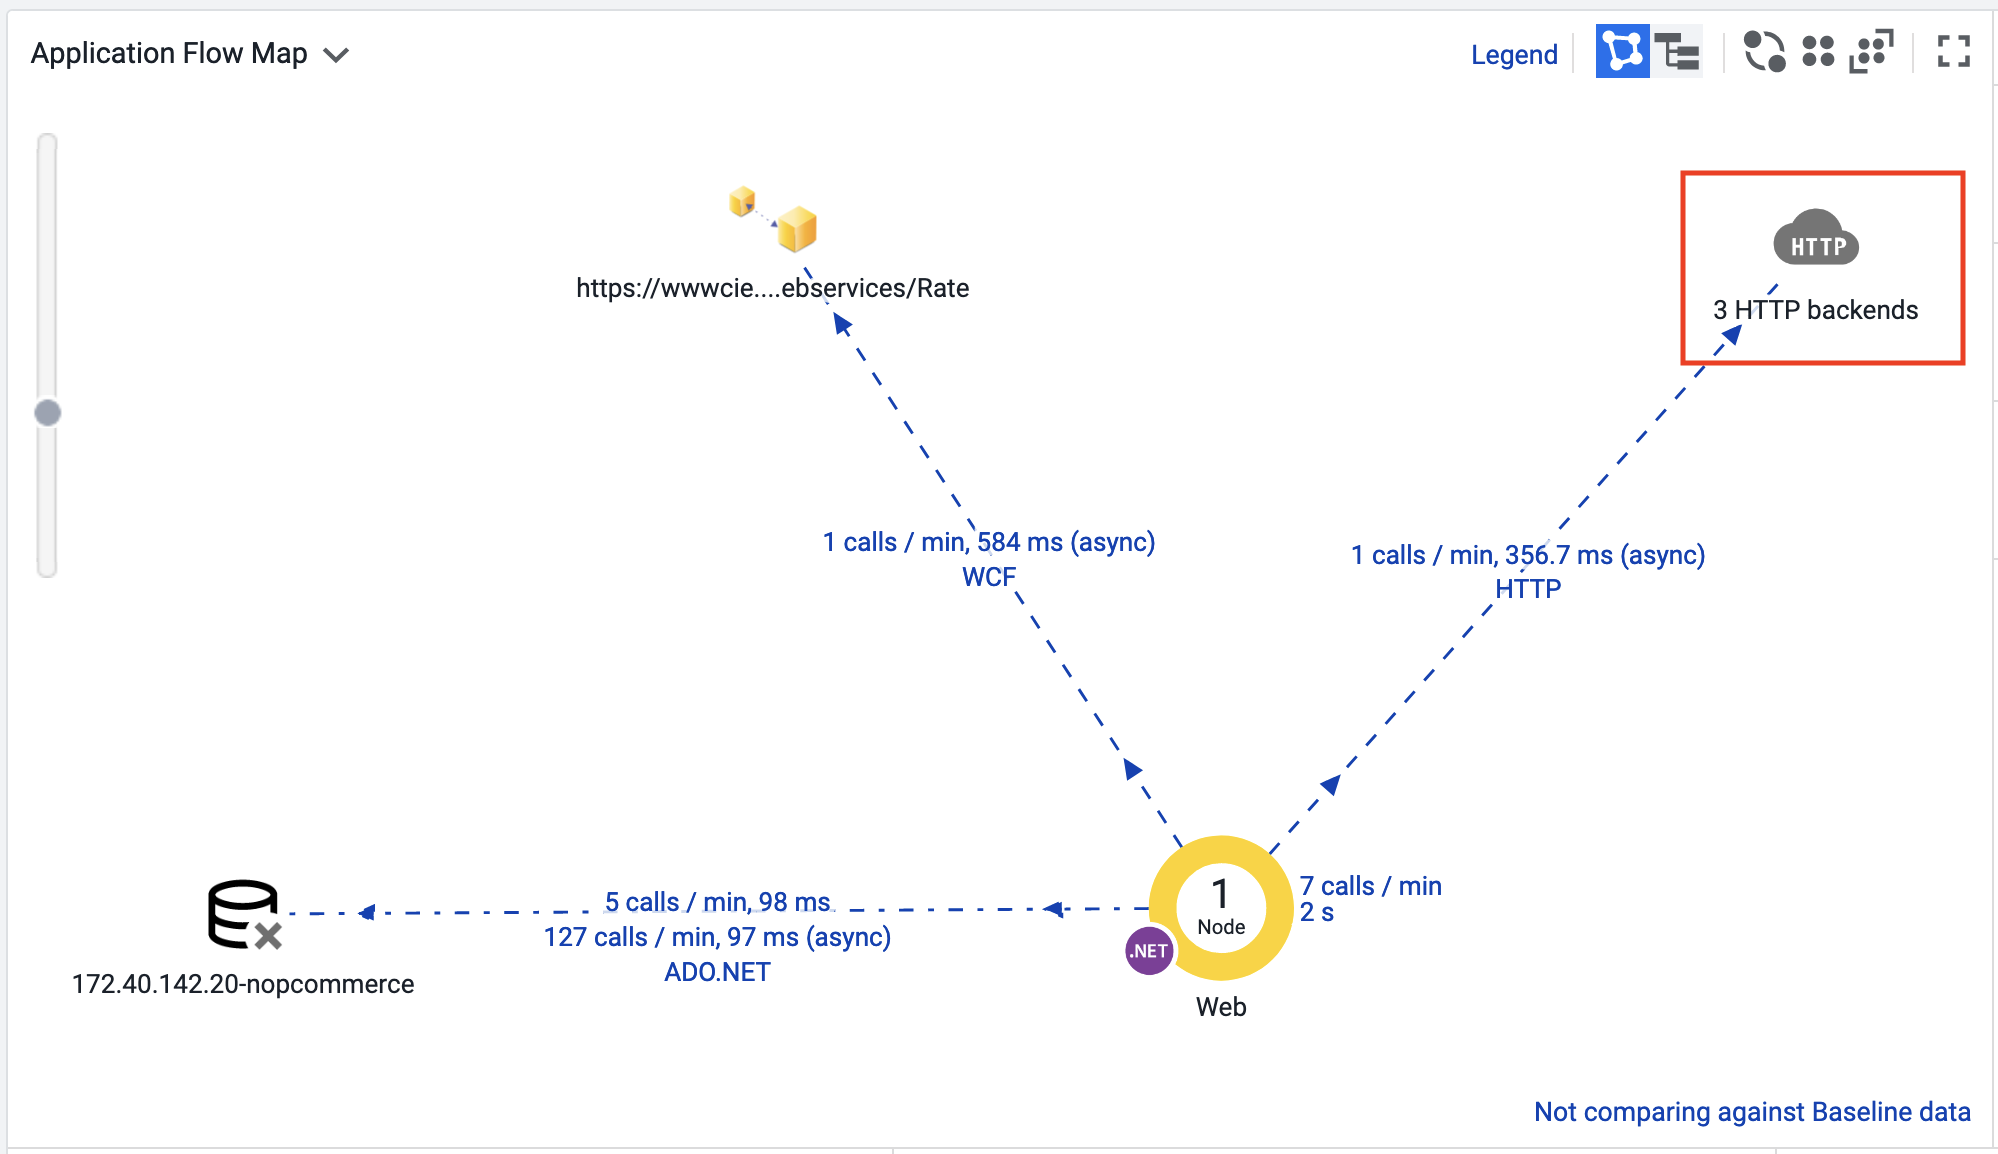 Application Flow Map
Legend
HTTP
3 HTTP backends
https://wwwcie....ebservices/Rate
1 calls / min, 584 ms (async)
WCF
1 calls / min, 356.7 ms (async)
HTTP
5 calls / min, 98 ms
127 calls / min, 97 ms (async)
ADO.NET
172.40.142.20-nopcommerce
1
Node
.NET
Web
7 calls / min
2 s
Not comparing against Baseline data